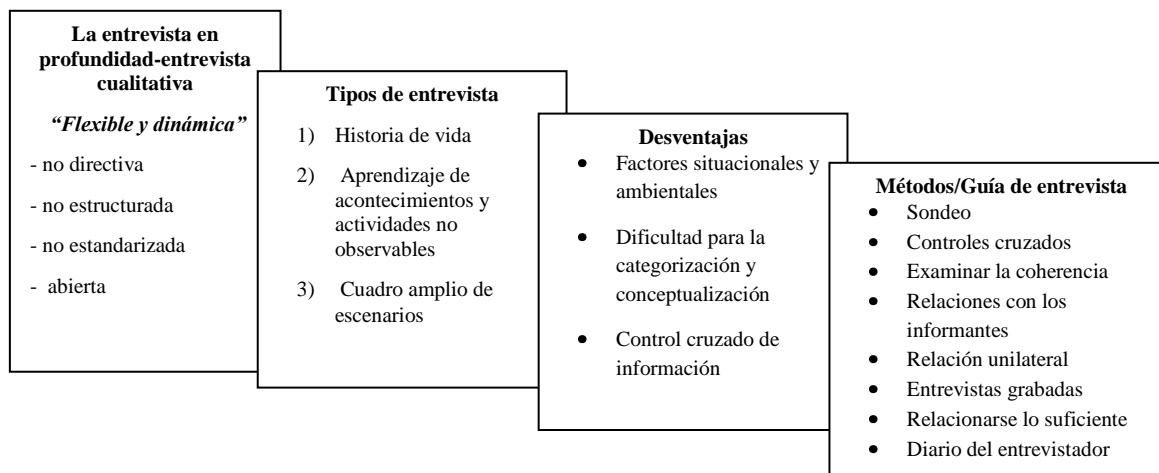 La entrevista en
profundidad-entrevista
cualitativa
“Flexible y dinámica”
- no directiva
- no estructurada
- no estandarizada
- abierta
Tipos de entrevista
1) Historia de vida
2) Aprendizaje de
acontecimientos y
actividades no
observables
3) Cuadro amplio de
escenarios
Desventajas
• Factores situacionales y
ambientales
• Dificultad para la
categorización y
conceptualización
• Control cruzado de
información
Métodos/Guía de entrevista
• Sondeo
• Controles cruzados
• Examinar la coherencia
• Relaciones con los
informantes
• Relación unilateral
• Entrevistas grabadas
• Relacionarse lo suficiente
• Diario del entrevistador